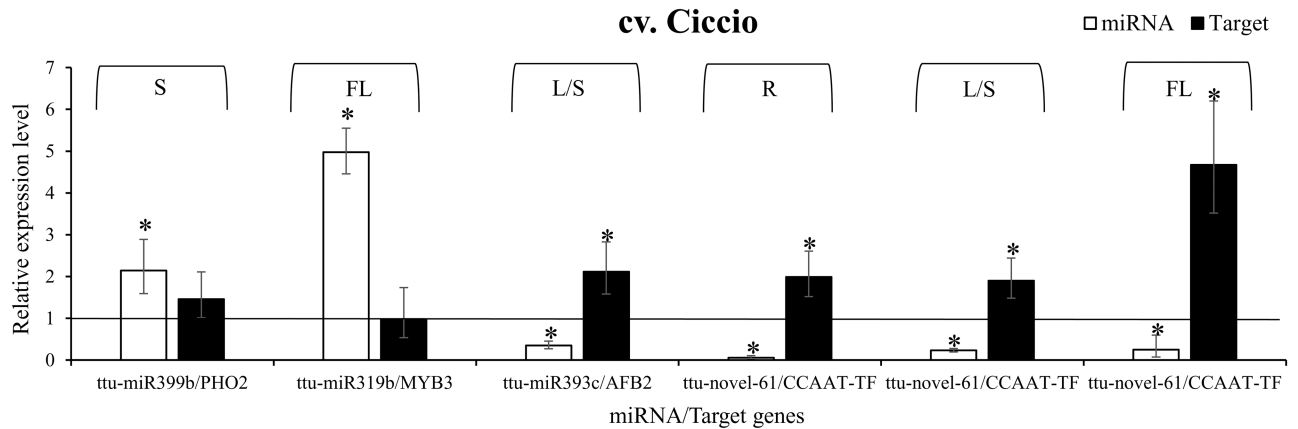 cv. Ciccio
miRNA Target
S FL L/S R L/S FL
Relative expression level
7
6
5
4
3
2
1
0
* * * * * * * * * *
ttu-miR399b/PHO2 ttu-miR319b/MYB3 ttu-miR393c/AFB2 ttu-novel-61/CCAAT-TF ttu-novel-61/CCAAT-TF ttu-novel-61/CCAAT-TF
miRNA/Target genes